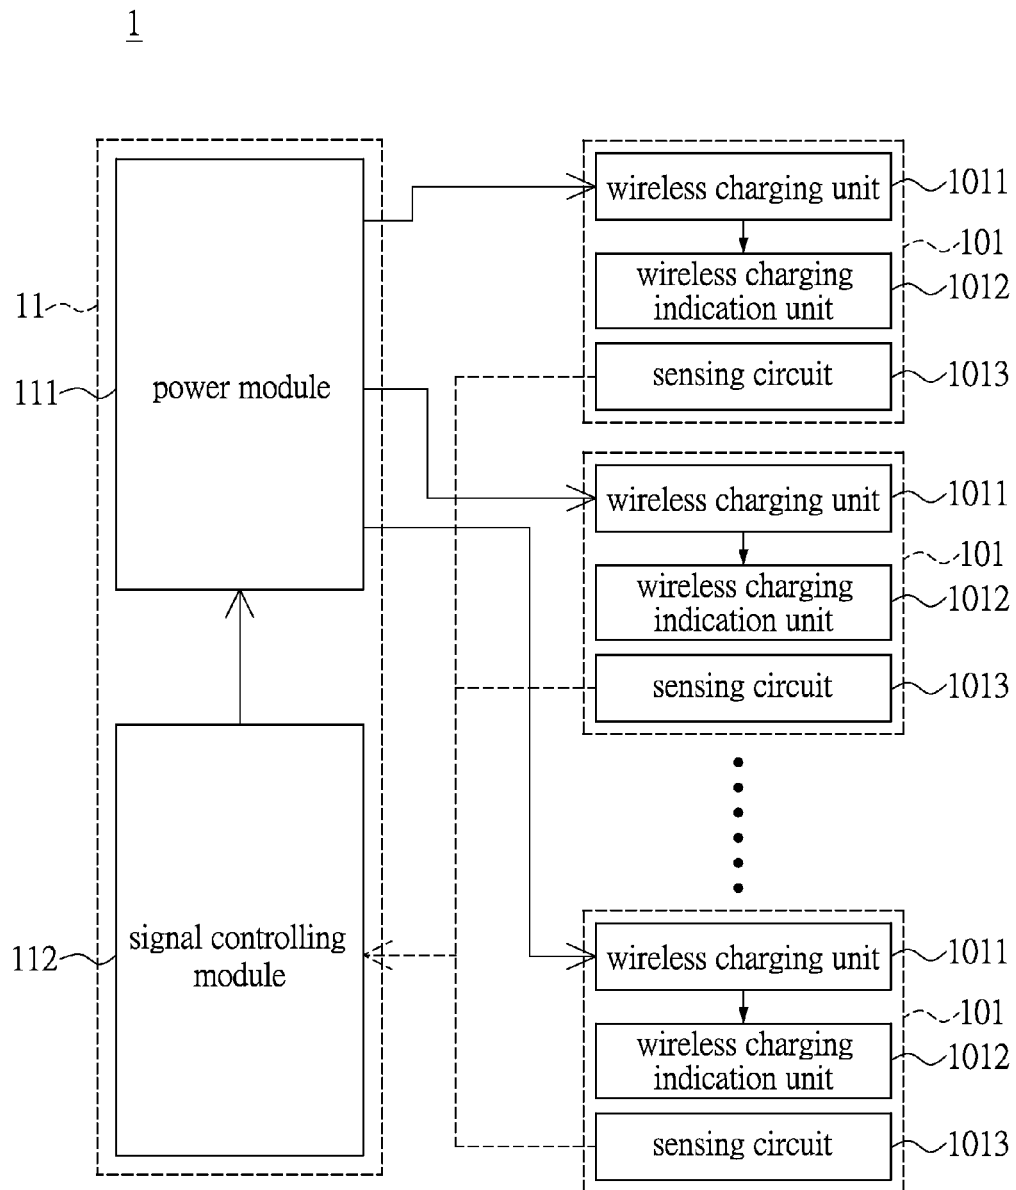 1
wireless charging unit
1011
101
wireless charging
indication unit
1012
11
111
power module
sensing circuit
1013
wireless charging unit
1011
101
wireless charging
indication unit
1012
sensing circuit
1013
112
signal controlling
module
wireless charging unit
1011
101
wireless charging
indication unit
1012
sensing circuit
1013